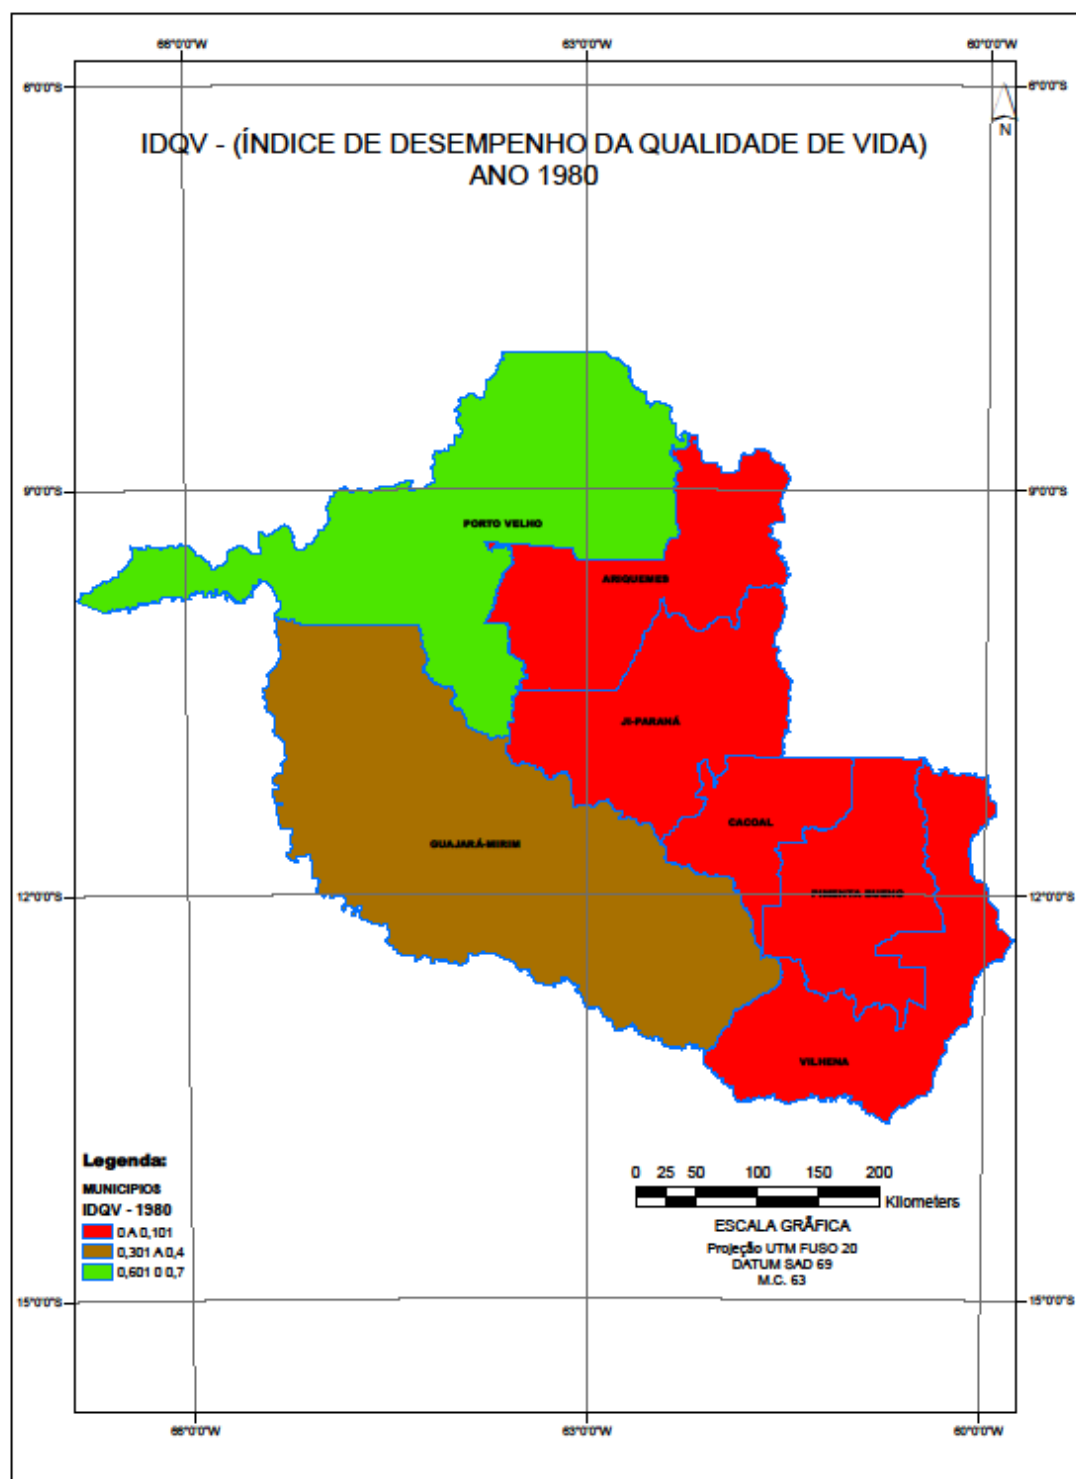 66°0'0"W 63°0'0"W 60°0'0"W
6°0'0"S 6°0'0"S
N
IDQV - (ÍNDICE DE DESEMPENHO DA QUALIDADE DE VIDA)
ANO 1980
9°0'0"S 9°0'0"S
PORTO VELHO
ARIQUEMES
JI-PARANÁ
CACOAL
GUAJARÁ-MIRIM
12°0'0"S 12°0'0"S
PIMENTA BUENO
VILHENA
Legenda:
MUNICIPIOS
IDQV - 1980
0 A 0,101
0,301 A 0,4
0,601 0 0,7
0 25 50 100 150 200
Kilometers
ESCALA GRÃFICA
Projeção UTM FUSO 20
DATUM SAD 69
M.C. 63
15°0'0"S 15°0'0"S
66°0'0"W 63°0'0"W 60°0'0"W